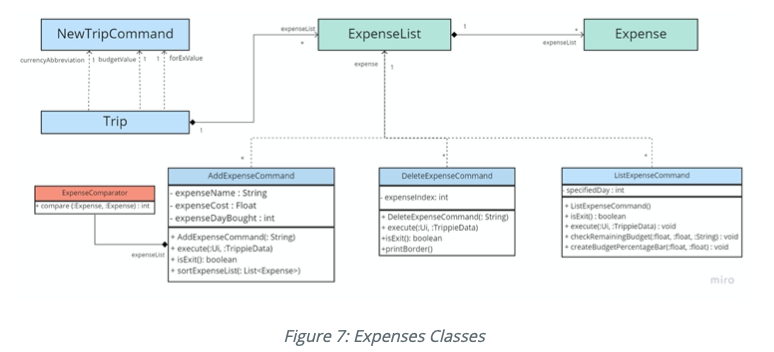 NewTripCommand
expenseList
1
ExpenseList
*
expenseList
Expense
currencyAbbreviation
1
budgetValue
1
1
forExValue
*
expense
1
Trip
1
*
*
*
AddExpenseCommand
- expenseName : String
- expenseCost : Float
- expenseDayBought : int
+ AddExpenseCommand(: String)
+ execute(:Ui, :TrippieData)
+ isExit(): boolean
+ sortExpenseList(: List<Expense>)
DeleteExpenseCommand
- expenseIndex: int
+ DeleteExpenseCommand(: String)
+ execute(:Ui, :TrippieData)
+isExit(): boolean
+printBorder()
ListExpenseCommand
- specifiedDay : int
+ ListExpenseCommand()
+ isExit() : boolean
+ execute(:Ui, :TrippieData) : void
+ checkRemainingBudget(:float, :float, :String) : void
+ createBudgetPercentageBar(:float, :float) : void
ExpenseComparator
+ compare (:Expense, :Expense) : int
expenseList
miro
Figure 7: Expenses Classes